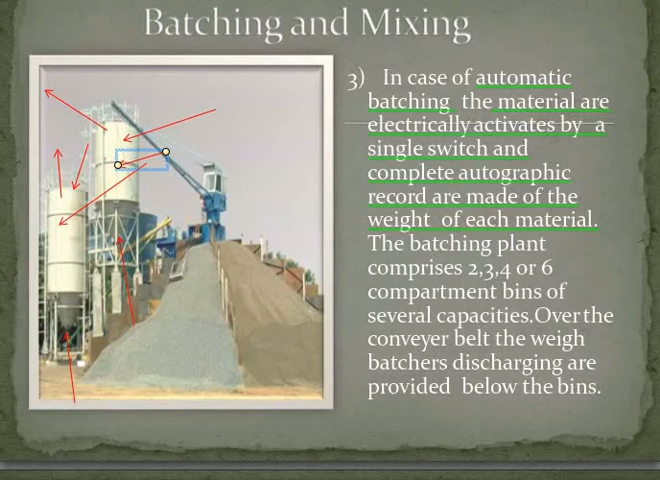 Batching and Mixing
3) In case of automatic
batching the material are
electrically activates by a
single switch and
complete autographic
record are made of the
weight of each material.
The batching plant
comprises 2,3,4 or 6
compartment bins of
several capacities.Over the
conveyer belt the weigh
batchers discharging are
provided below the bins.